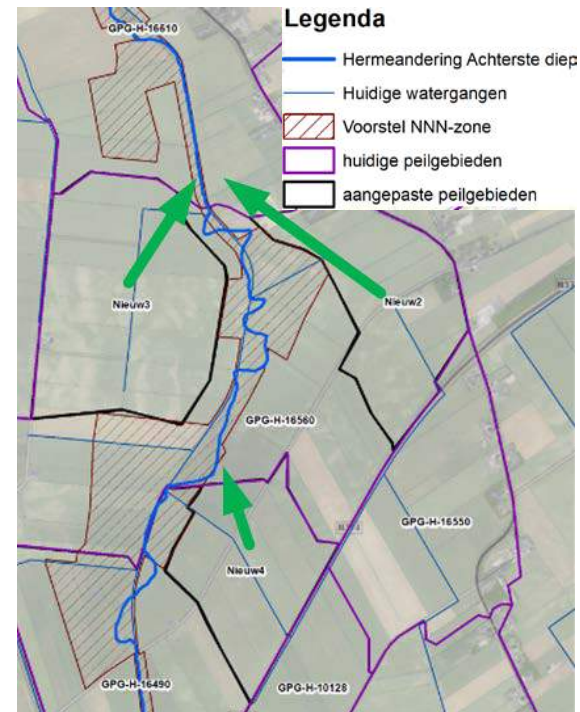 GPG-H-16610
Legenda
Hermeandering Achterste diep
Huidige watergangen
Voorstel NNN-zone
huidige peilgebieden
aangepaste peilgebieden
Nieuw3
Nieuw2
GPG-H-16560
GPG-H-16550
Nieuw4
GPG-H-16490
GPG-H-10128